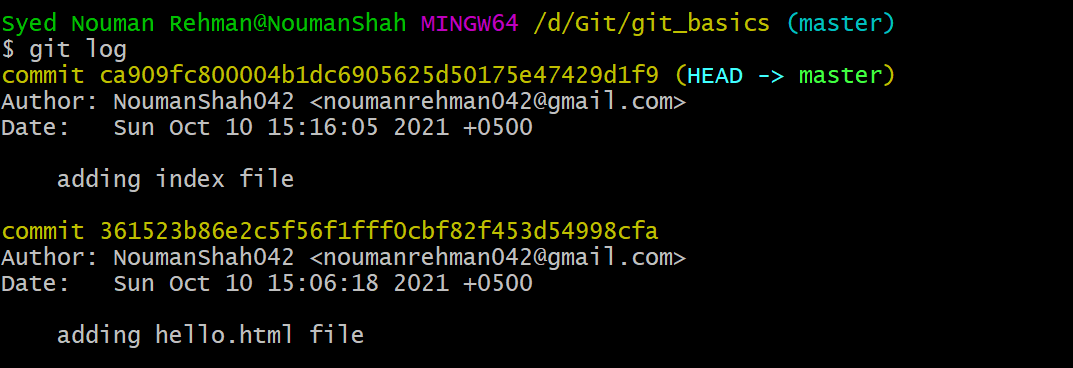 Syed Nouman Rehman@NoumanShah MINGW64 /d/Git/git_basics (master)
$ git log
commit ca909fc800004b1dc6905625d50175e47429d1f9 (HEAD -> master)
Author: NoumanShah042 <noumanrehman042@gmail.com>
Date:   Sun Oct 10 15:16:05 2021 +0500
    adding index file
commit 361523b86e2c5f56f1fff0cbf82f453d54998cfa
Author: NoumanShah042 <noumanrehman042@gmail.com>
Date:   Sun Oct 10 15:06:18 2021 +0500
    adding hello.html file